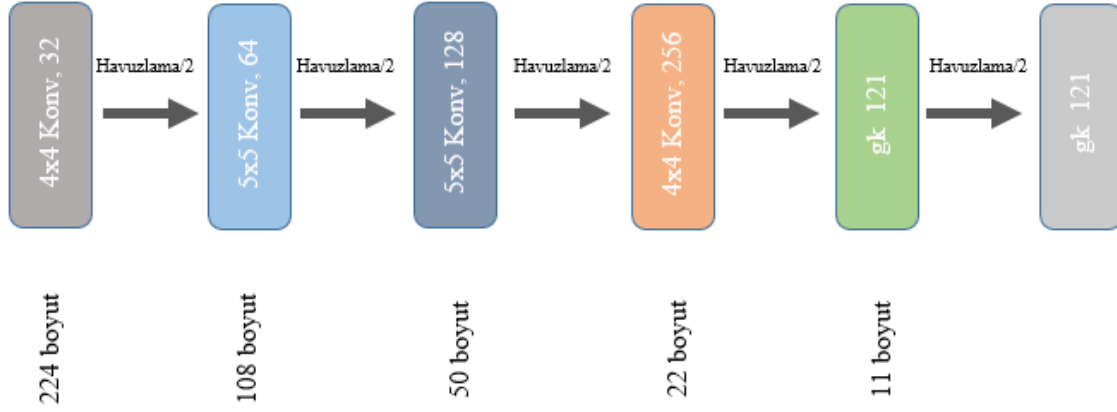 4x4 Konv, 32
Havuzlama/2
5x5 Konv, 64
Havuzlama/2
5x5 Konv, 128
Havuzlama/2
4x4 Konv, 256
Havuzlama/2
gk 121
Havuzlama/2
gk 121
224 boyut
108 boyut
50 boyut
22 boyut
11 boyut